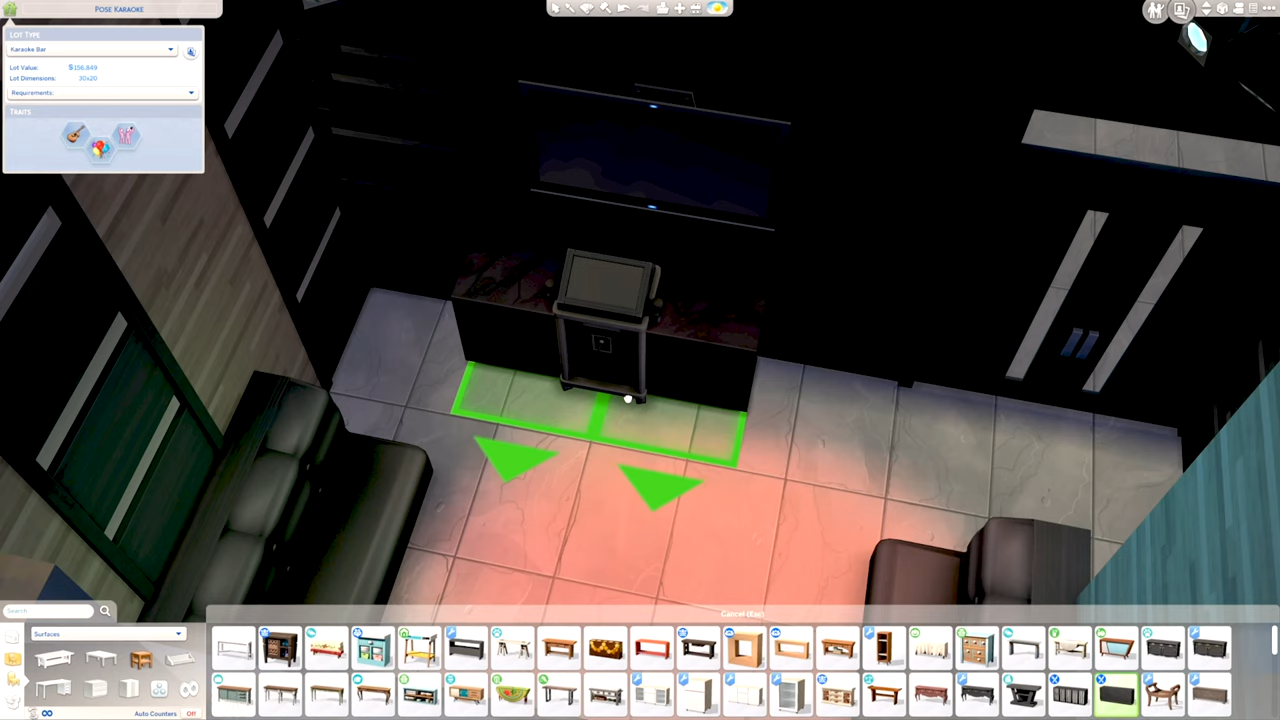 POSE KARAOKE
LOT TYPE
Karaoke Bar
Lot Value: $156,849
Lot Dimensions: 30x20
Requirements:
TRAITS
Cancel (Esc)
Search
Surfaces
Auto Counters Off